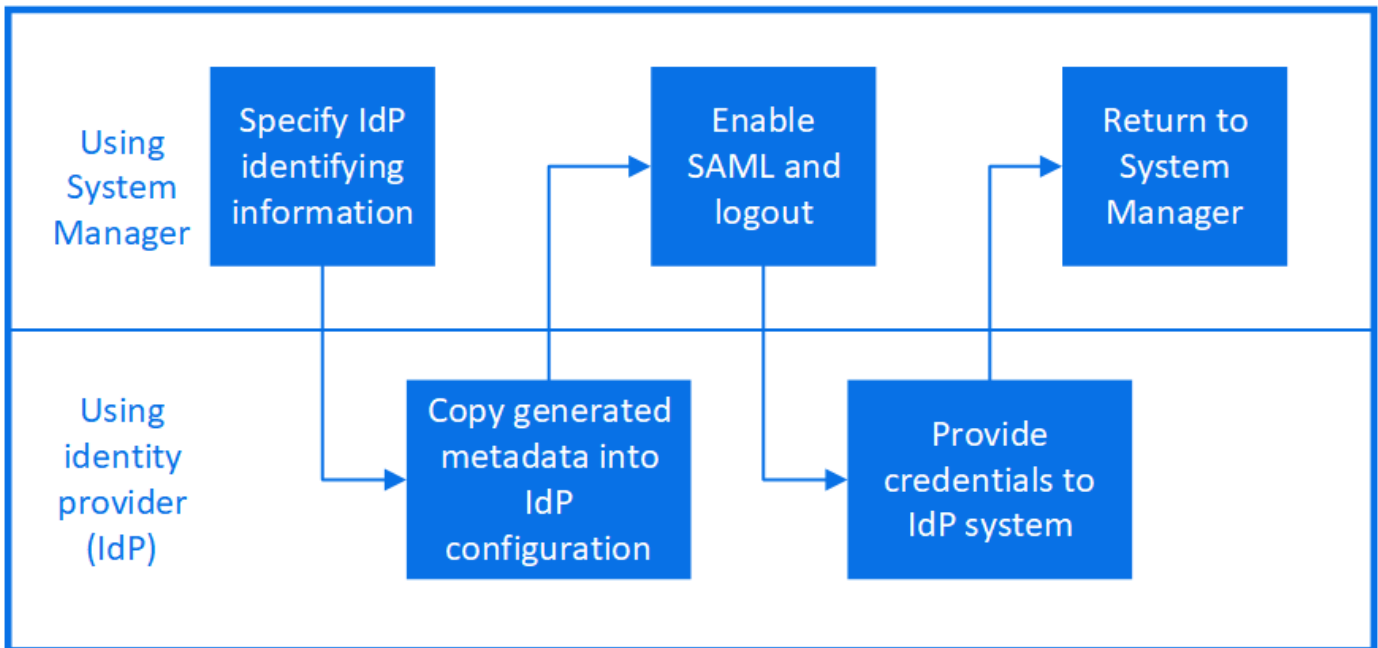 Using
System
Manager
Specify IdP
identifying
information
Enable
SAML and
logout
Return to
System
Manager
Using
identity
provider
(IdP)
Copy generated
metadata into
IdP
configuration
Provide
credentials to
IdP system